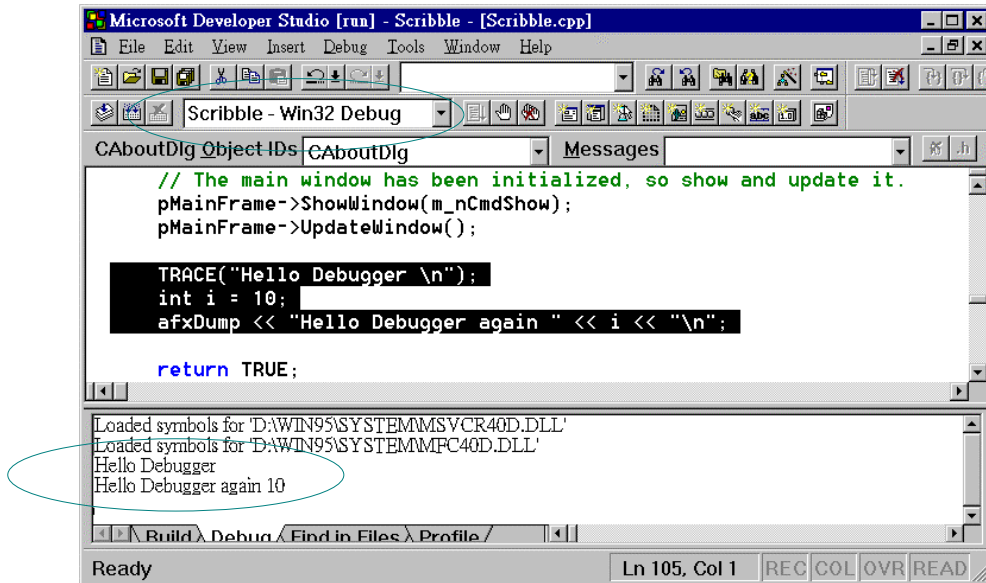 Microsoft Developer Studio [run] - Scribble - [Scribble.cpp]
File Edit View Insert Debug Tools Window Help
Scribble - Win32 Debug
abc
CAboutDlg Object IDs CAboutDlg Messages .h
// The main window has been initialized, so show and update it.
pMainFrame->ShowWindow(m_nCmdShow);
pMainFrame->UpdateWindow();
TRACE("Hello Debugger \n");
int i = 10;
afxDump << "Hello Debugger again " << i << "\n";
return TRUE;
Loaded symbols for 'D:\WIN95\SYSTEM\MSVCR40D.DLL'
Loaded symbols for 'D:\WIN95\SYSTEM\MFC40D.DLL'
Hello Debugger
Hello Debugger again 10
Build Debug Find in Files Profile
Ready Ln 105, Col 1 REC COL OVR READ